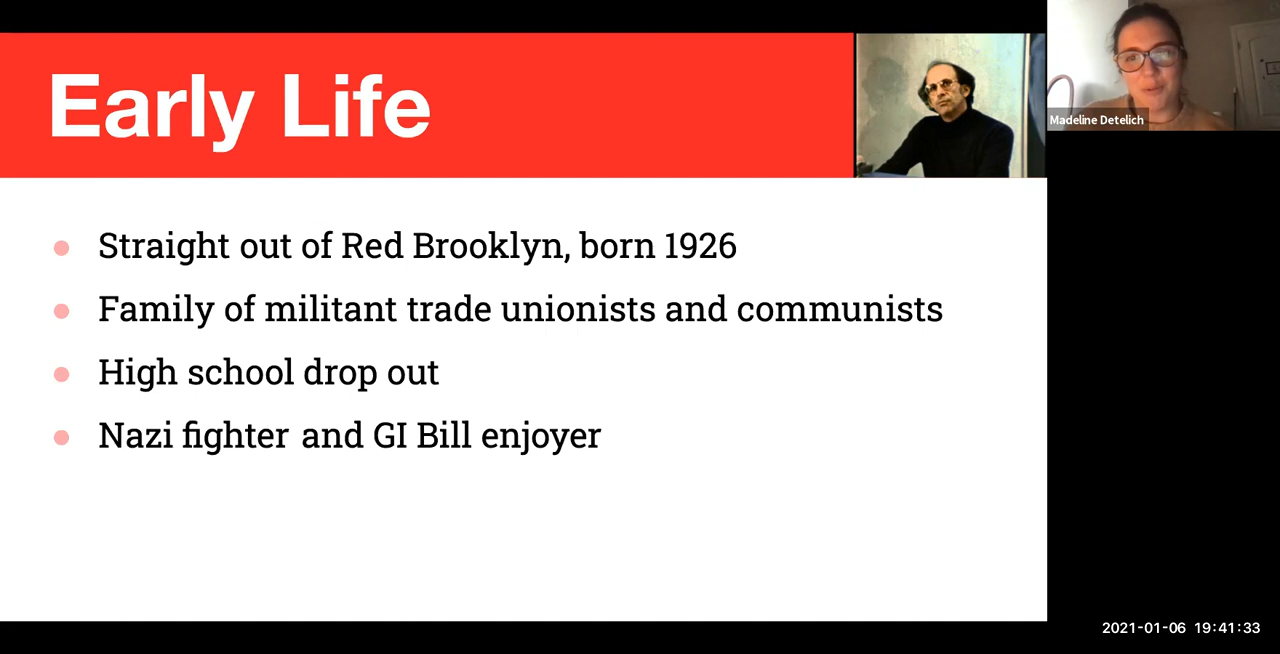 Early Life
Madeline Detelich
Straight out of Red Brooklyn, born 1926
Family of militant trade unionists and communists
High school drop out
Nazi fighter and GI Bill enjoyer
2021-01-06 19:41:33